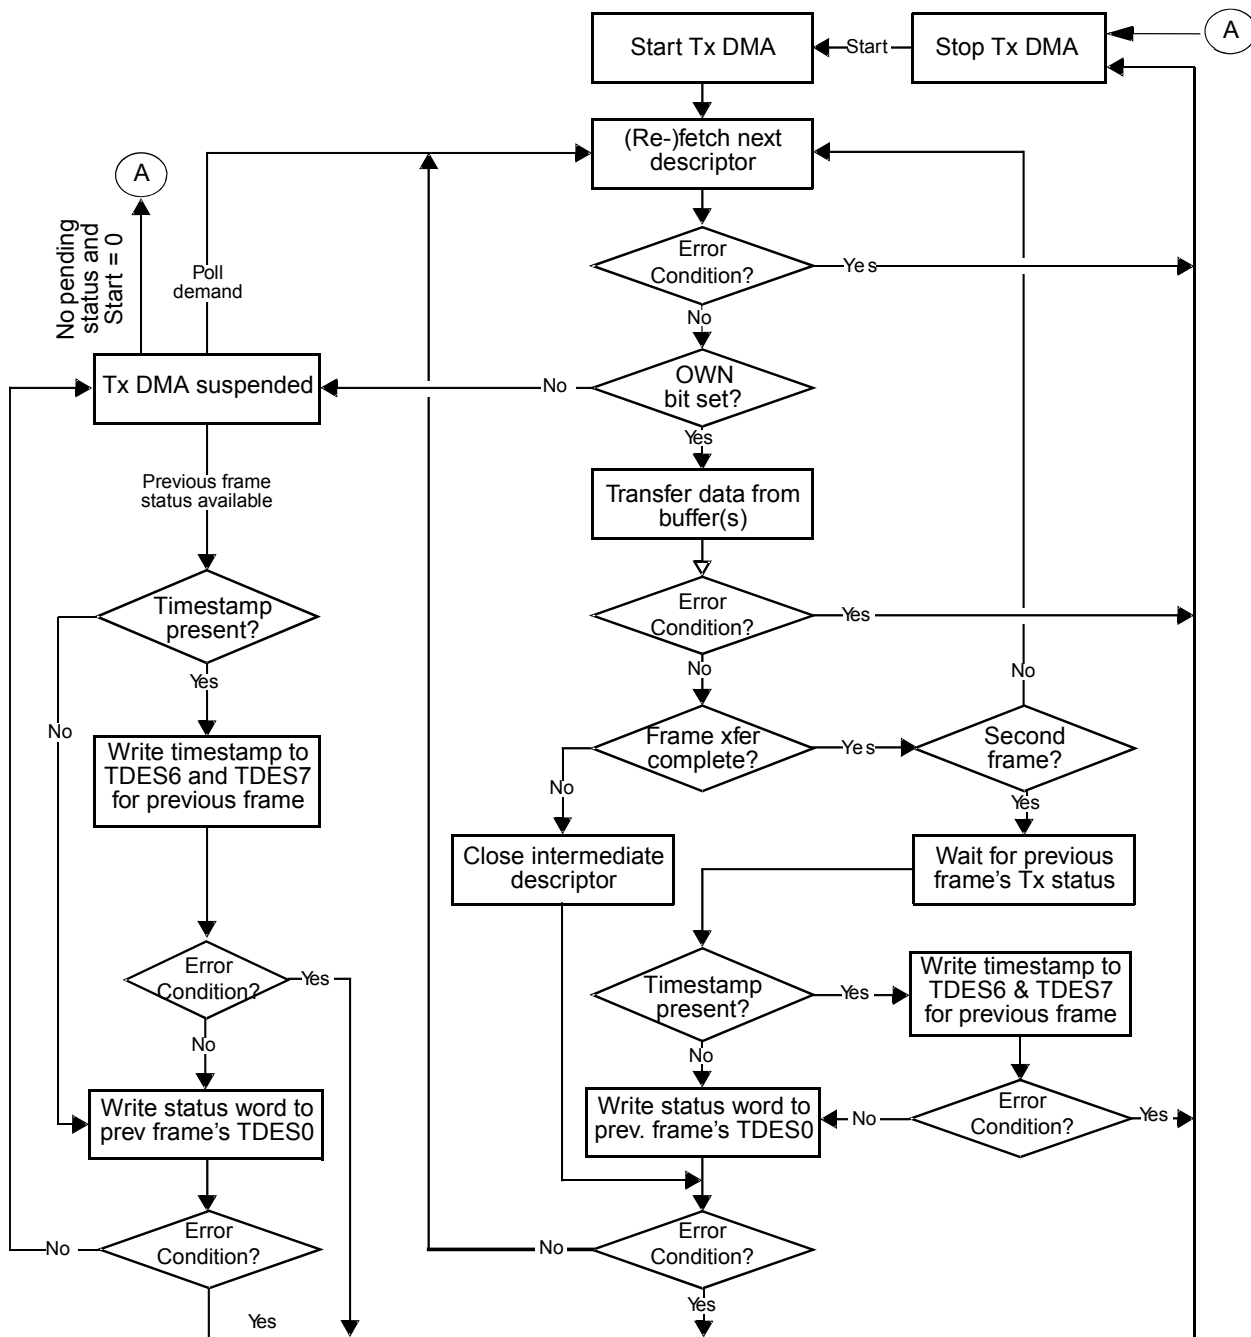 Start Tx DMA
Start
Stop Tx DMA
A
(Re-)fetch next
descriptor
A
No pending
status and
Start = 0
Poll
demand
Error
Condition?
Yes
No
Tx DMA suspended
No
OWN
bit set?
Yes
Previous frame
status available
Transfer data from
buffer(s)
Timestamp
present?
Error
Condition?
Yes
Yes
No
No
No
Write timestamp to
TDES6 and TDES7
for previous frame
Frame xfer
complete?
Yes
Second
frame?
No
Yes
Close intermediate
descriptor
Wait for previous
frame's Tx status
Error
Condition?
Yes
Timestamp
present?
Yes
Write timestamp to
TDES6 & TDES7
for previous frame
No
No
Write status word to
prev frame's TDES0
Write status word to
prev. frame's TDES0
No
Error
Condition?
Yes
No
Error
Condition?
No
Error
Condition?
Yes
Yes